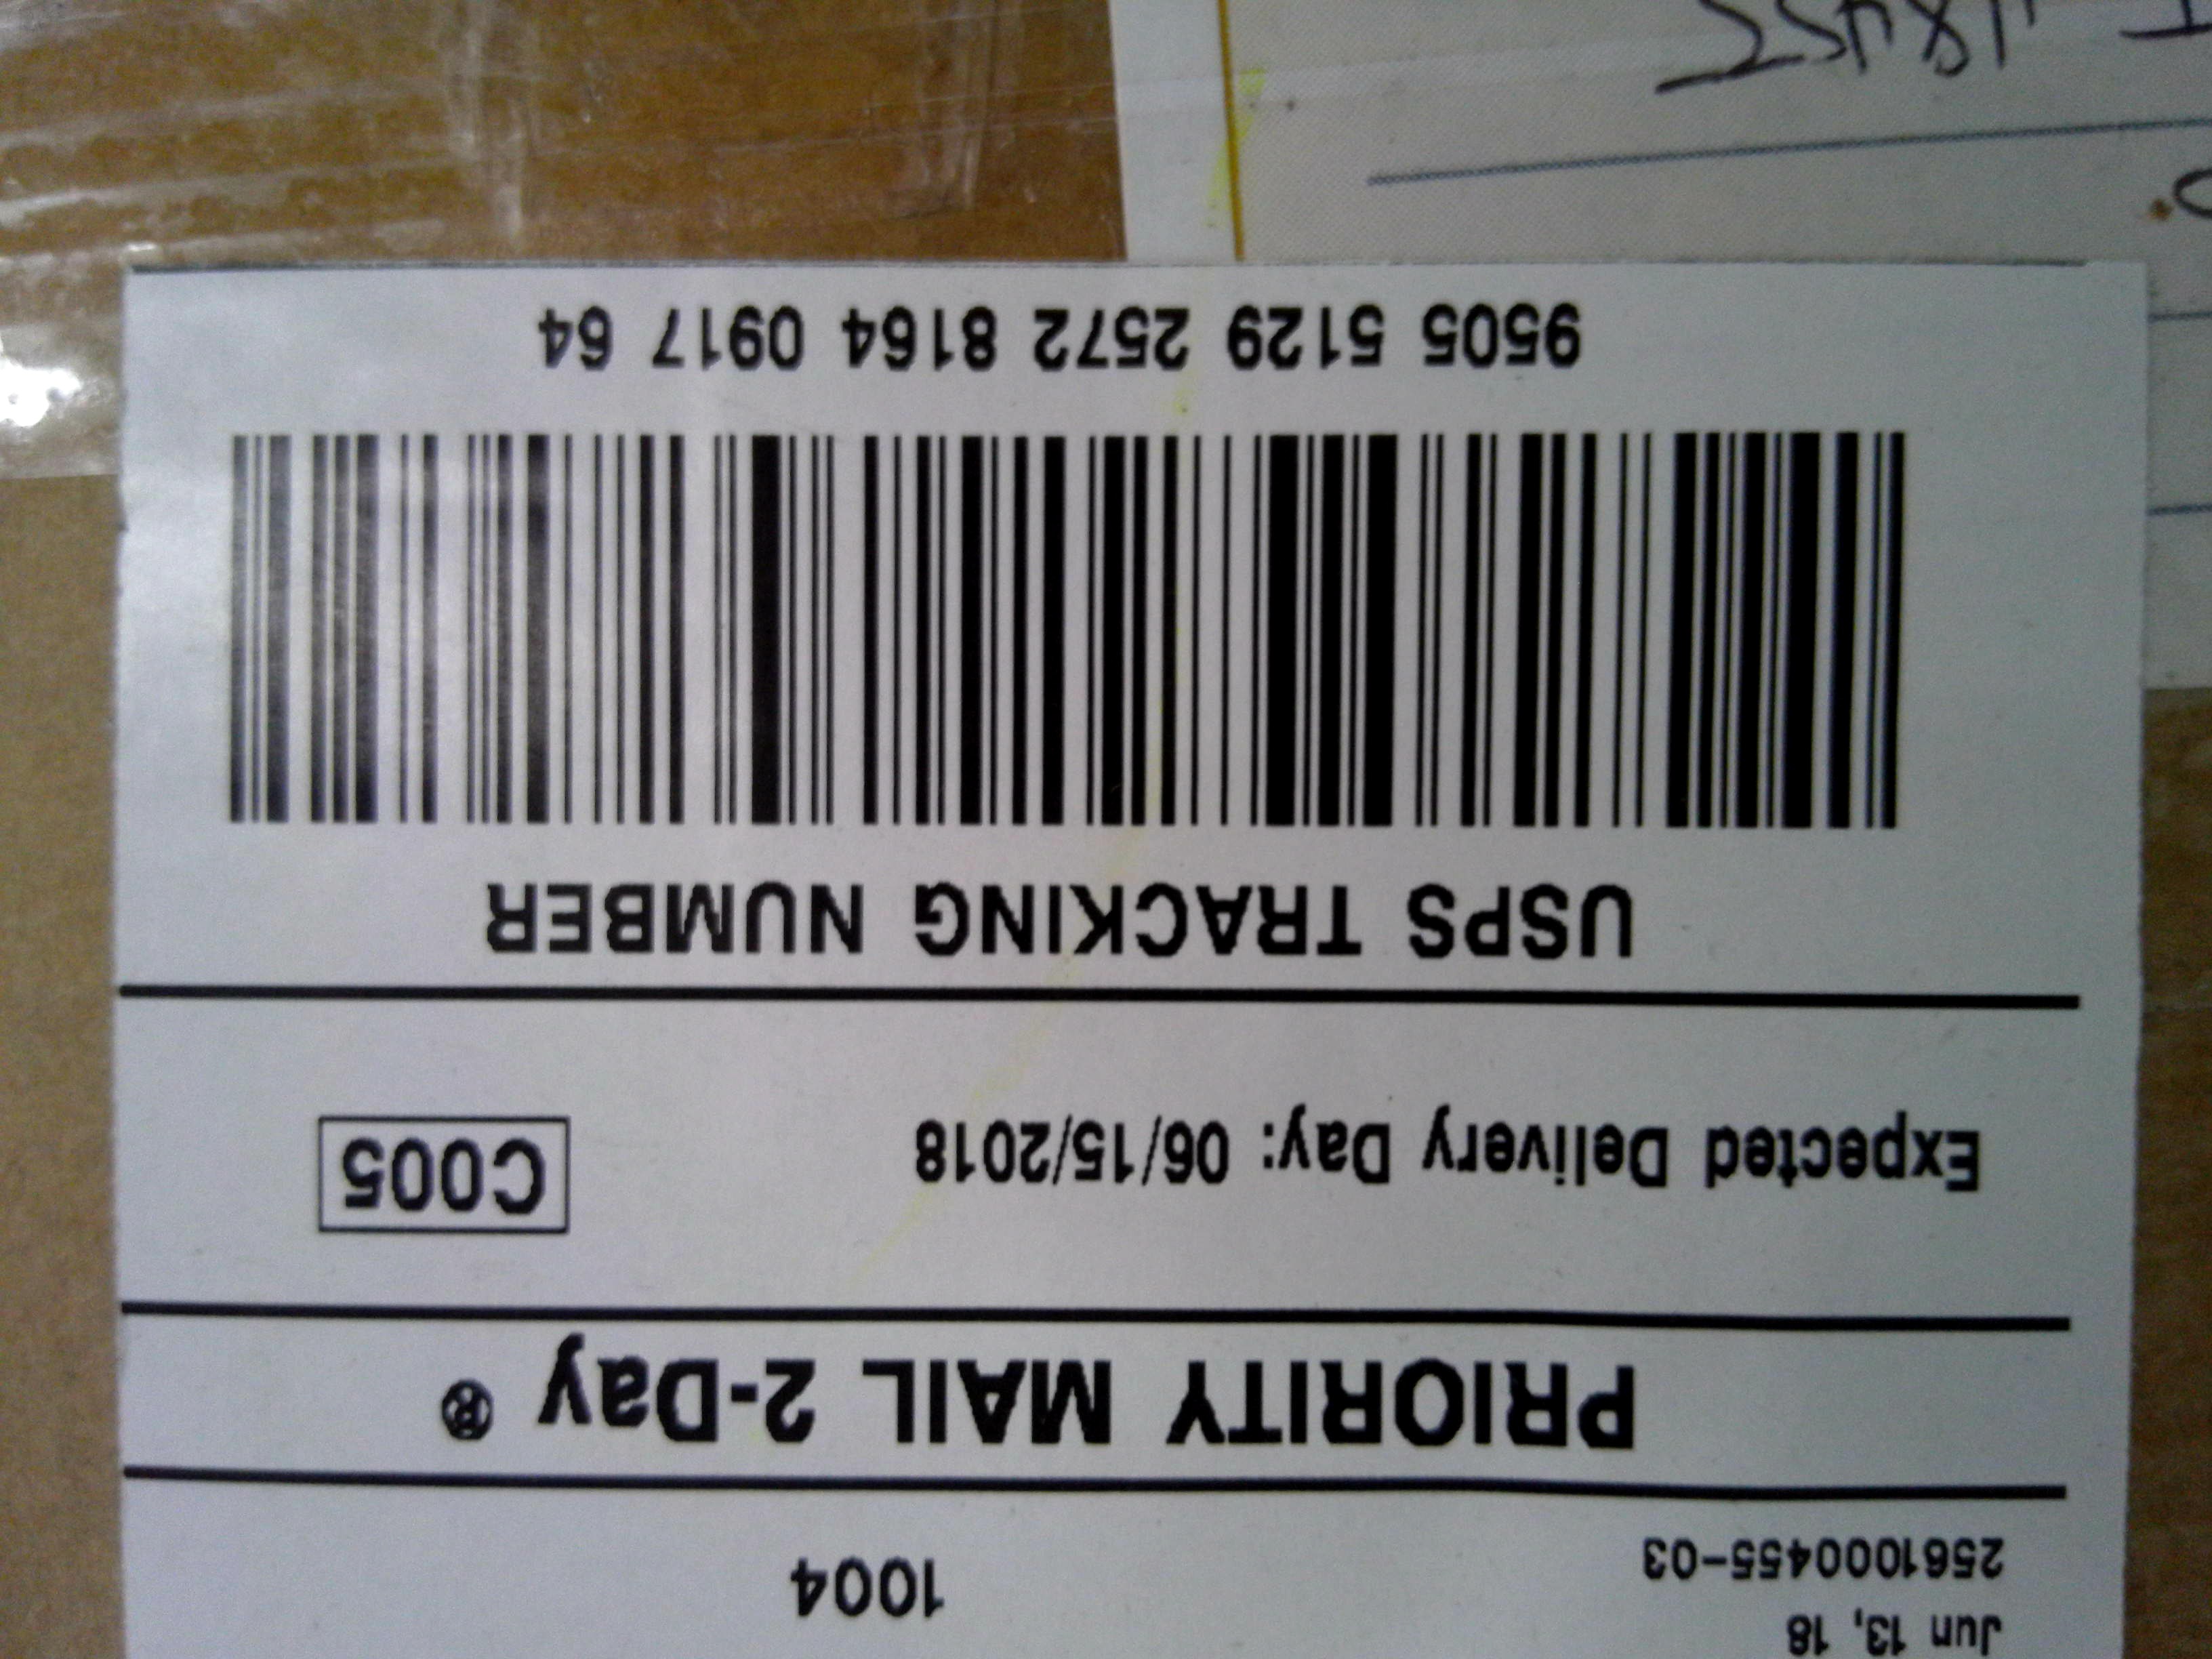 Jun 13, 18
2561000455-03
1004
PRIORITY MAIL 2-Day ®
Expected Delivery Day: 06/15/2018
C005
USPS TRACKING NUMBER
9505 5129 2572 8164 0917 64